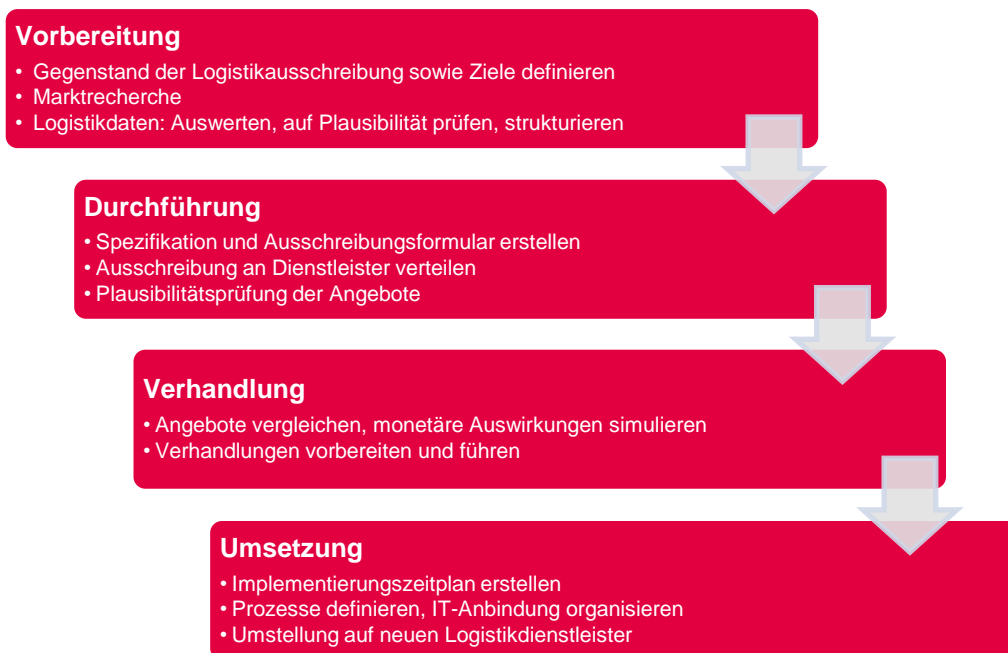 Vorbereitung
• Gegenstand der Logistikausschreibung sowie Ziele definieren
• Marktrecherche
• Logistikdaten: Auswerten, auf Plausibilität prüfen, strukturieren
Durchführung
• Spezifikation und Ausschreibungsformular erstellen
• Ausschreibung an Dienstleister verteilen
• Plausibilitätsprüfung der Angebote
Verhandlung
• Angebote vergleichen, monetäre Auswirkungen simulieren
• Verhandlungen vorbereiten und führen
Umsetzung
• Implementierungszeitplan erstellen
• Prozesse definieren, IT-Anbindung organisieren
• Umstellung auf neuen Logistikdienstleister